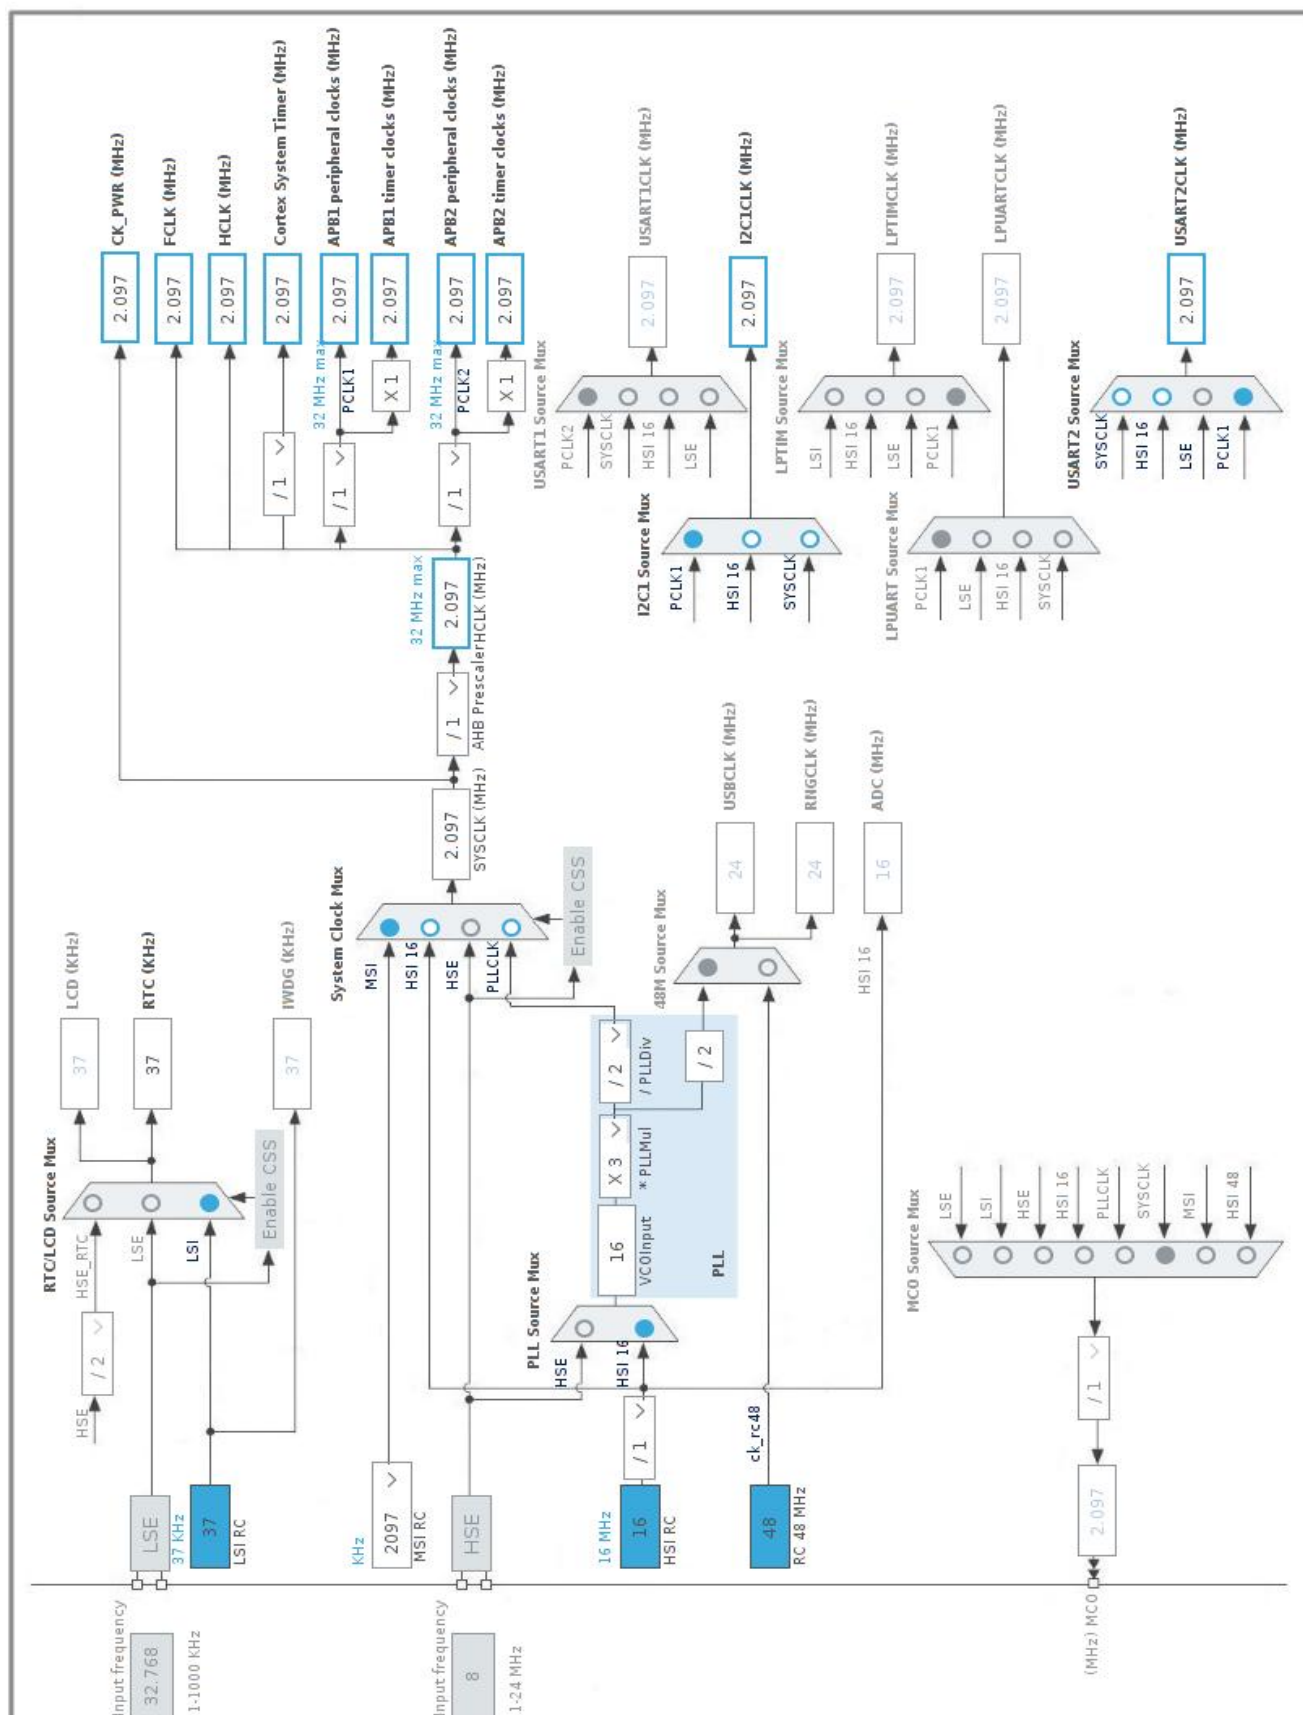 Input frequency
32.768
1-1000 KHz
LSE
37 KHz
37
LSI RC
HSE
/ 2
HSE_RTC
LSE
LSI
RTC/LCD Source Mux
Enable CSS
37
LCD (KHz)
37
RTC (KHz)
37
IWDG (KHz)
Input frequency
8
1-24 MHz
KHz
2097
MSI RC
HSE
16 MHz
16
HSI RC
/ 1
48
RC 48 MHz
ck_rc48
PLL Source Mux
HSE
HSI 16
16
VCOInput
X 3
* PLLMul
/ 2
/ PLLDiv
/ 2
PLL
System Clock Mux
MSI
HSI 16
HSE
PLLCLK
Enable CSS
48M Source Mux
24
USBCLK (MHz)
24
RNGCLK (MHz)
HSI 16
16
ADC (MHz)
2.097
SYSCLK (MHz)
/ 1
AHB Prescaler
32 MHz max
2.097
HCLK (MHz)
2.097
CK_PWR (MHz)
2.097
FCLK (MHz)
2.097
HCLK (MHz)
/ 1
2.097
Cortex System Timer (MHz)
/ 1
32 MHz max
PCLK1
2.097
APB1 peripheral clocks (MHz)
X 1
2.097
APB1 timer clocks (MHz)
/ 1
32 MHz max
PCLK2
2.097
APB2 peripheral clocks (MHz)
X 1
2.097
APB2 timer clocks (MHz)
USART1 Source Mux
PCLK2
SYSCLK
HSI 16
LSE
2.097
USART1CLK (MHz)
I2C1 Source Mux
PCLK1
HSI 16
SYSCLK
2.097
I2C1CLK (MHz)
LPTIM Source Mux
LSI
HSI 16
LSE
PCLK1
2.097
LPTIMCLK (MHz)
LPUART Source Mux
PCLK1
LSE
HSI 16
SYSCLK
2.097
LPUARTCLK (MHz)
USART2 Source Mux
SYSCLK
HSI 16
LSE
PCLK1
2.097
USART2CLK (MHz)
MCO Source Mux
LSE
LSI
HSE
HSI 16
PLLCLK
SYSCLK
MSI
HSI 48
/ 1
2.097
(MHz) MCO